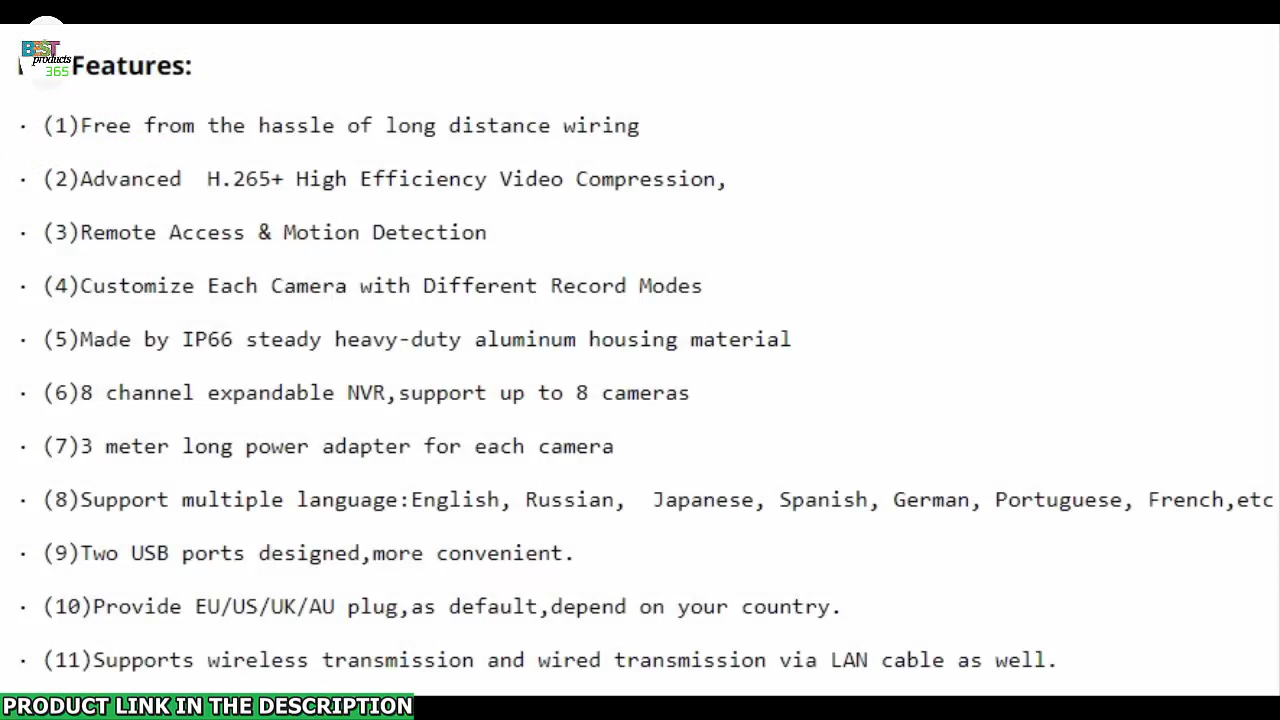 BEST
products
365
Features:
· (1)Free from the hassle of long distance wiring
· (2)Advanced  H.265+ High Efficiency Video Compression,
· (3)Remote Access & Motion Detection
· (4)Customize Each Camera with Different Record Modes
· (5)Made by IP66 steady heavy-duty aluminum housing material
· (6)8 channel expandable NVR,support up to 8 cameras
· (7)3 meter long power adapter for each camera
· (8)Support multiple language:English, Russian,  Japanese, Spanish, German, Portuguese, French,etc
· (9)Two USB ports designed,more convenient.
· (10)Provide EU/US/UK/AU plug,as default,depend on your country.
· (11)Supports wireless transmission and wired transmission via LAN cable as well.
PRODUCT LINK IN THE DESCRIPTION